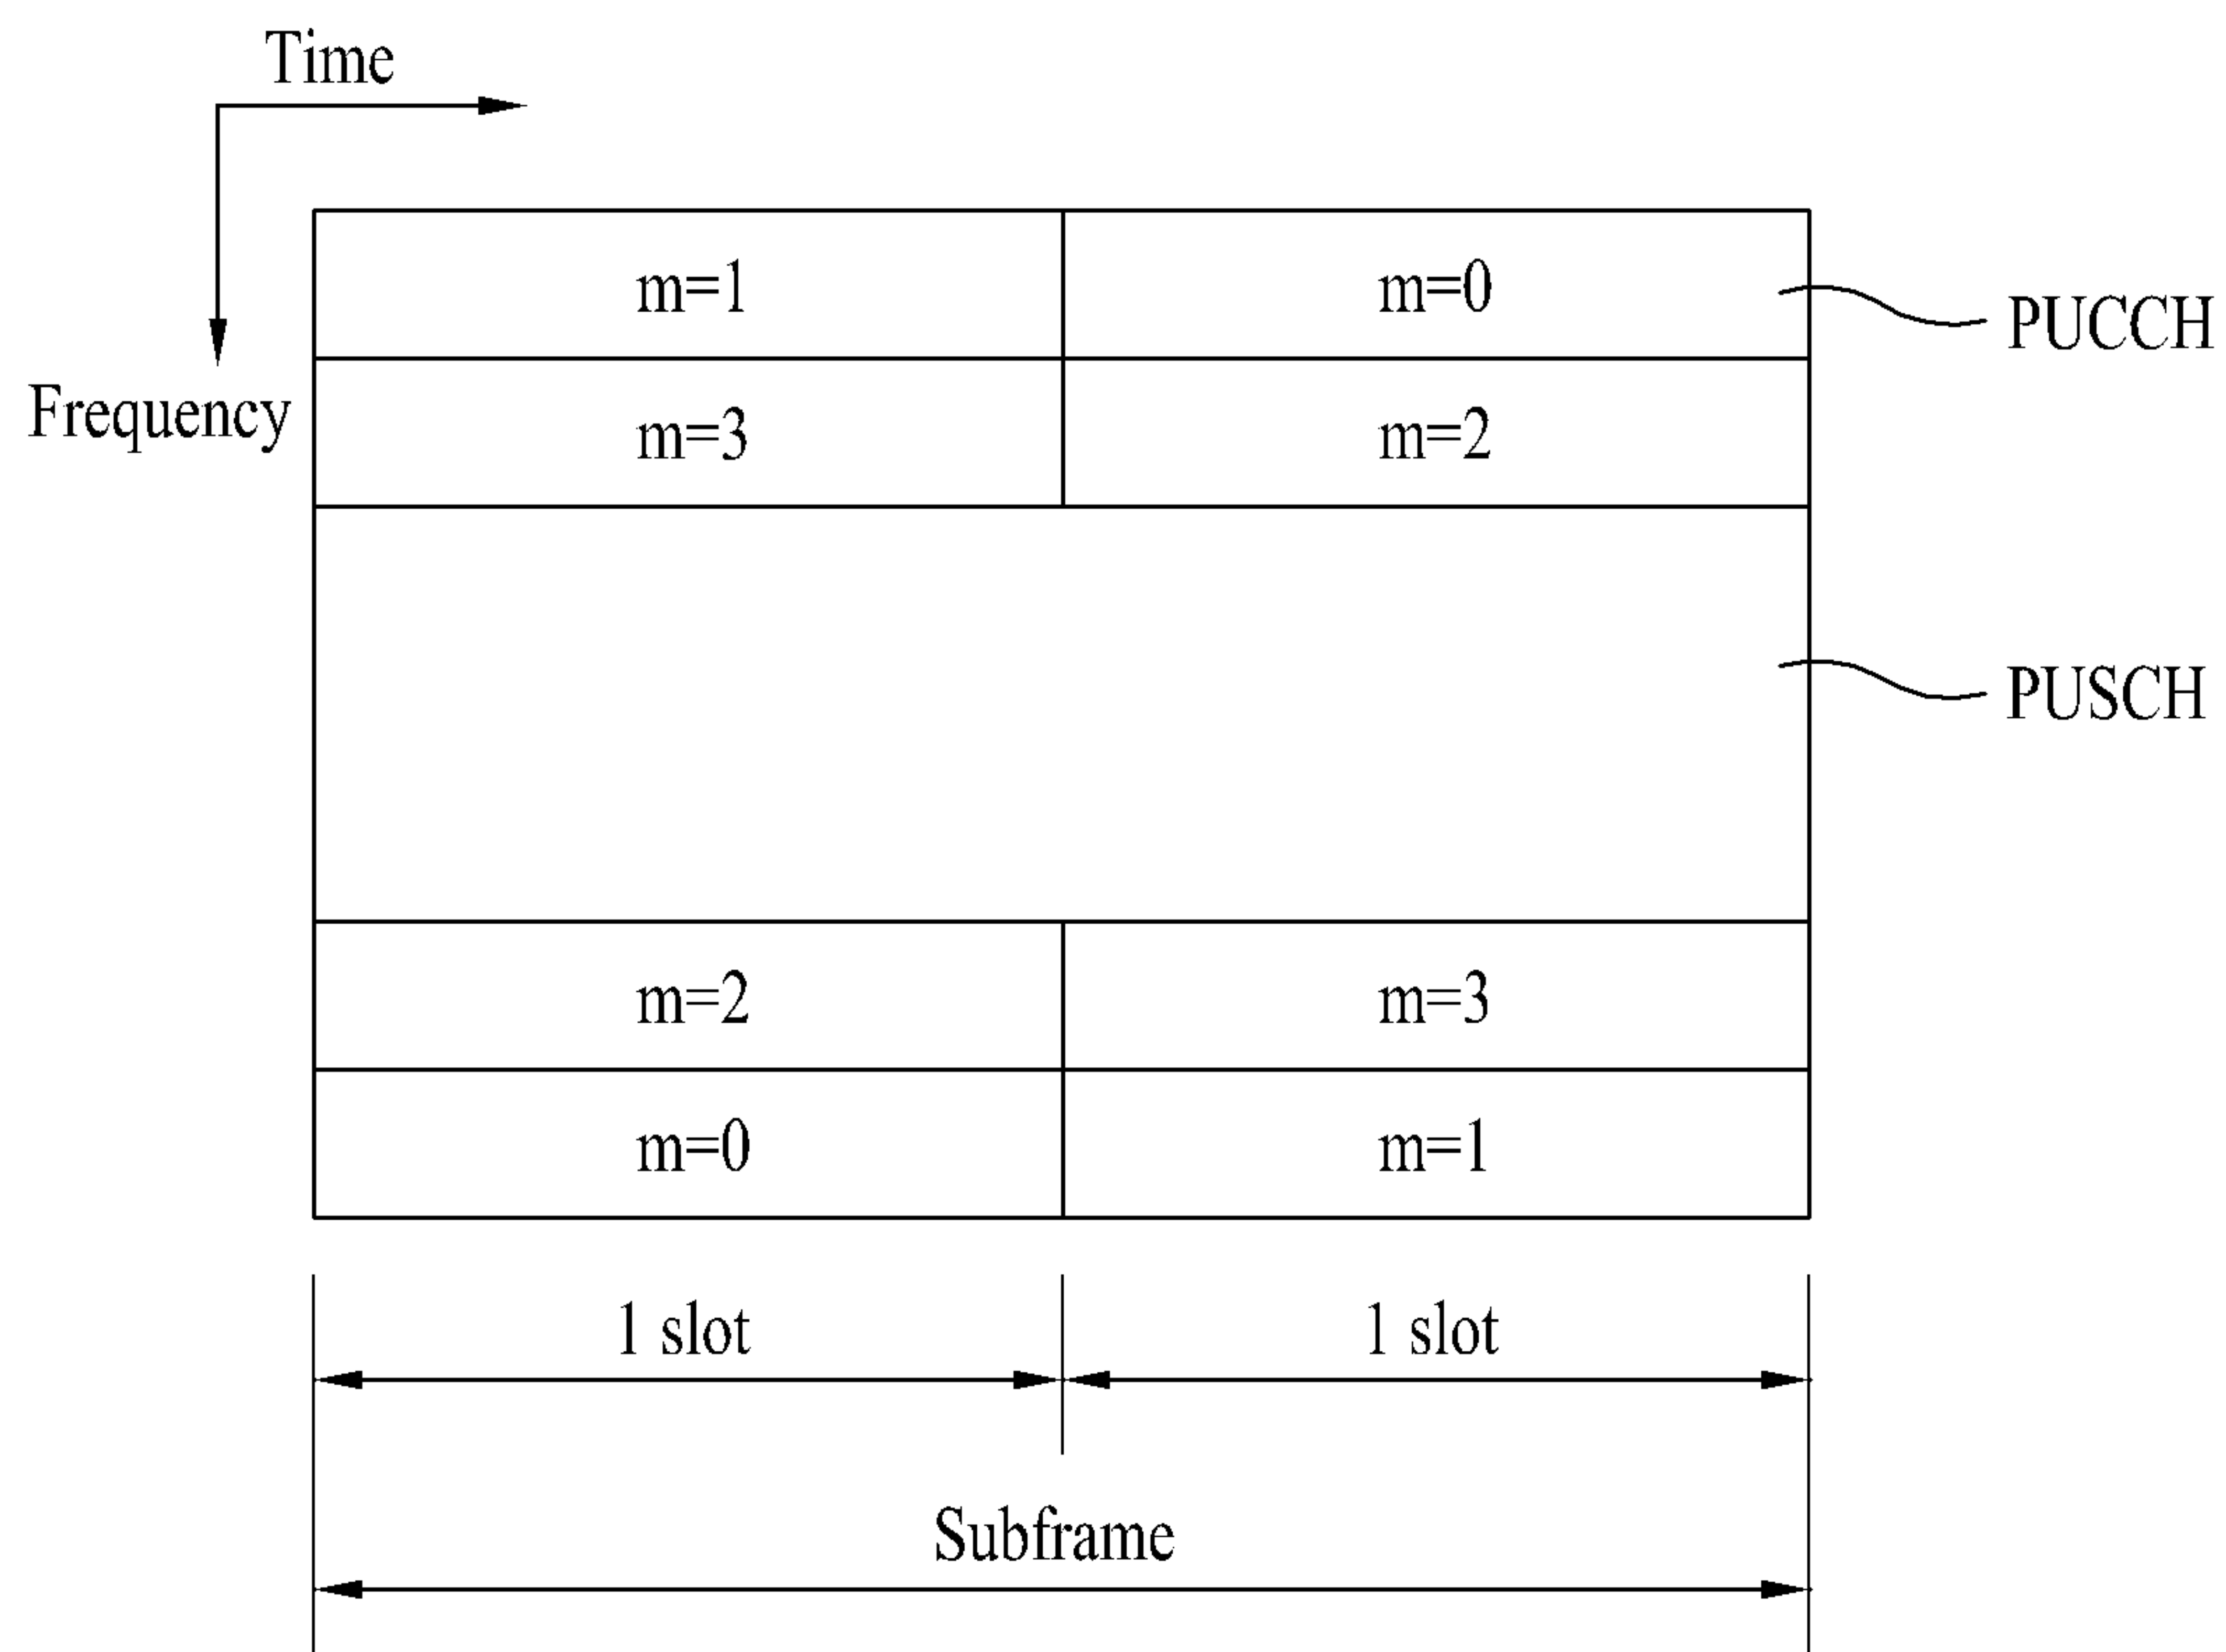 Time
Frequency
m=1
m=0
PUCCH
m=3
m=2
PUSCH
m=2
m=3
m=0
m=1
1 slot
1 slot
Subframe